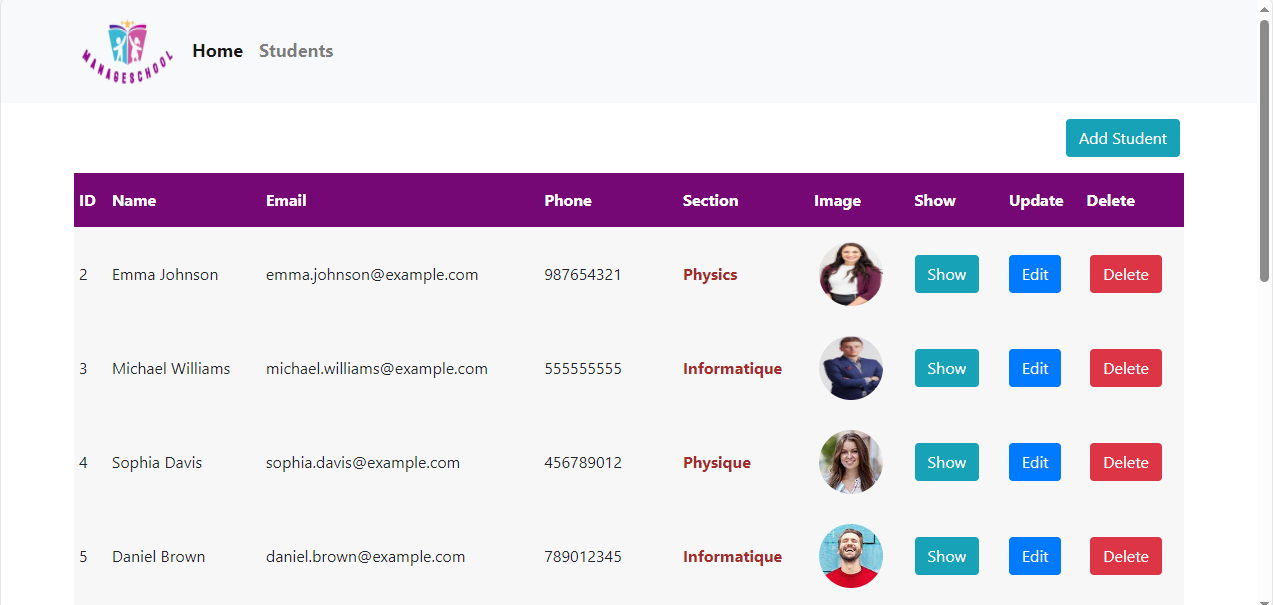 MANAGESCHOOL
Home Students
Add Student
ID Name Email Phone Section Image Show Update Delete
2 Emma Johnson emma.johnson@example.com 987654321 Physics Show Edit Delete
3 Michael Williams michael.williams@example.com 555555555 Informatique Show Edit Delete
4 Sophia Davis sophia.davis@example.com 456789012 Physique Show Edit Delete
5 Daniel Brown daniel.brown@example.com 789012345 Informatique Show Edit Delete